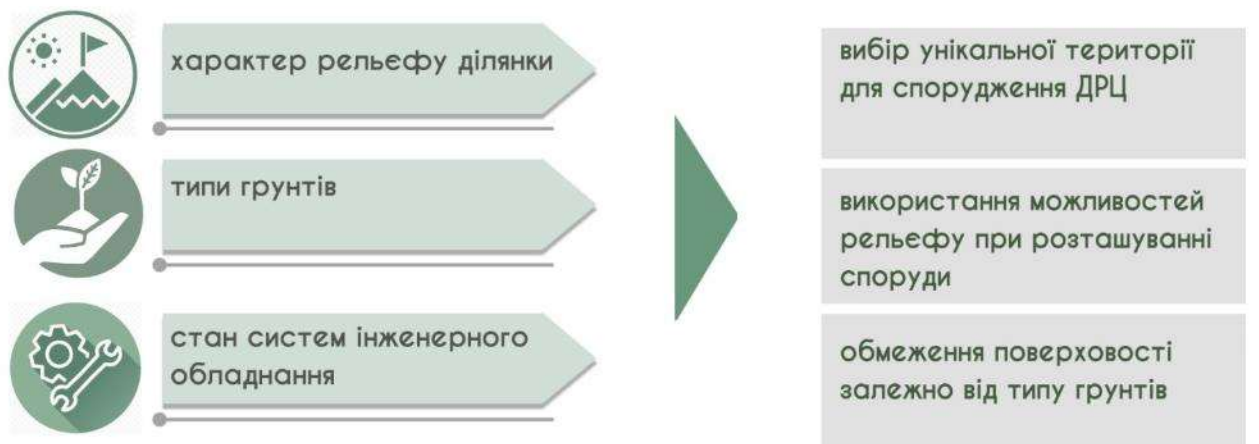 характер рельєфу ділянки
типи грунтів
стан систем інженерного
обладнання
вибір унікальної території
для спорудження ДРЦ
використання можливостей
рельєфу при розташуванні
споруди
обмеження поверховості
залежно від типу грунтів